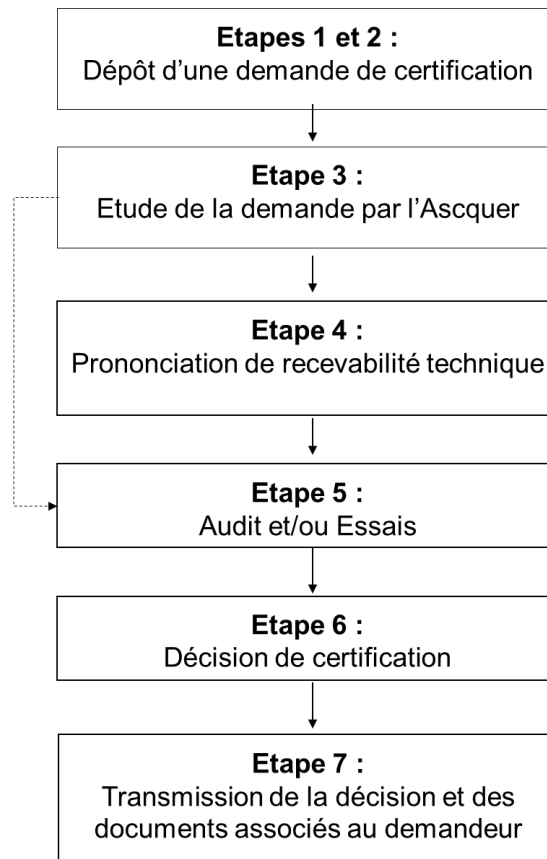 Etapes 1 et 2 :
Dépôt d’une demande de certification
Etape 3 :
Etude de la demande par l’Ascquer
Etape 4 :
Prononciation de recevabilité technique
Etape 5 :
Audit et/ou Essais
Etape 6 :
Décision de certification
Etape 7 :
Transmission de la décision et des
documents associés au demandeur